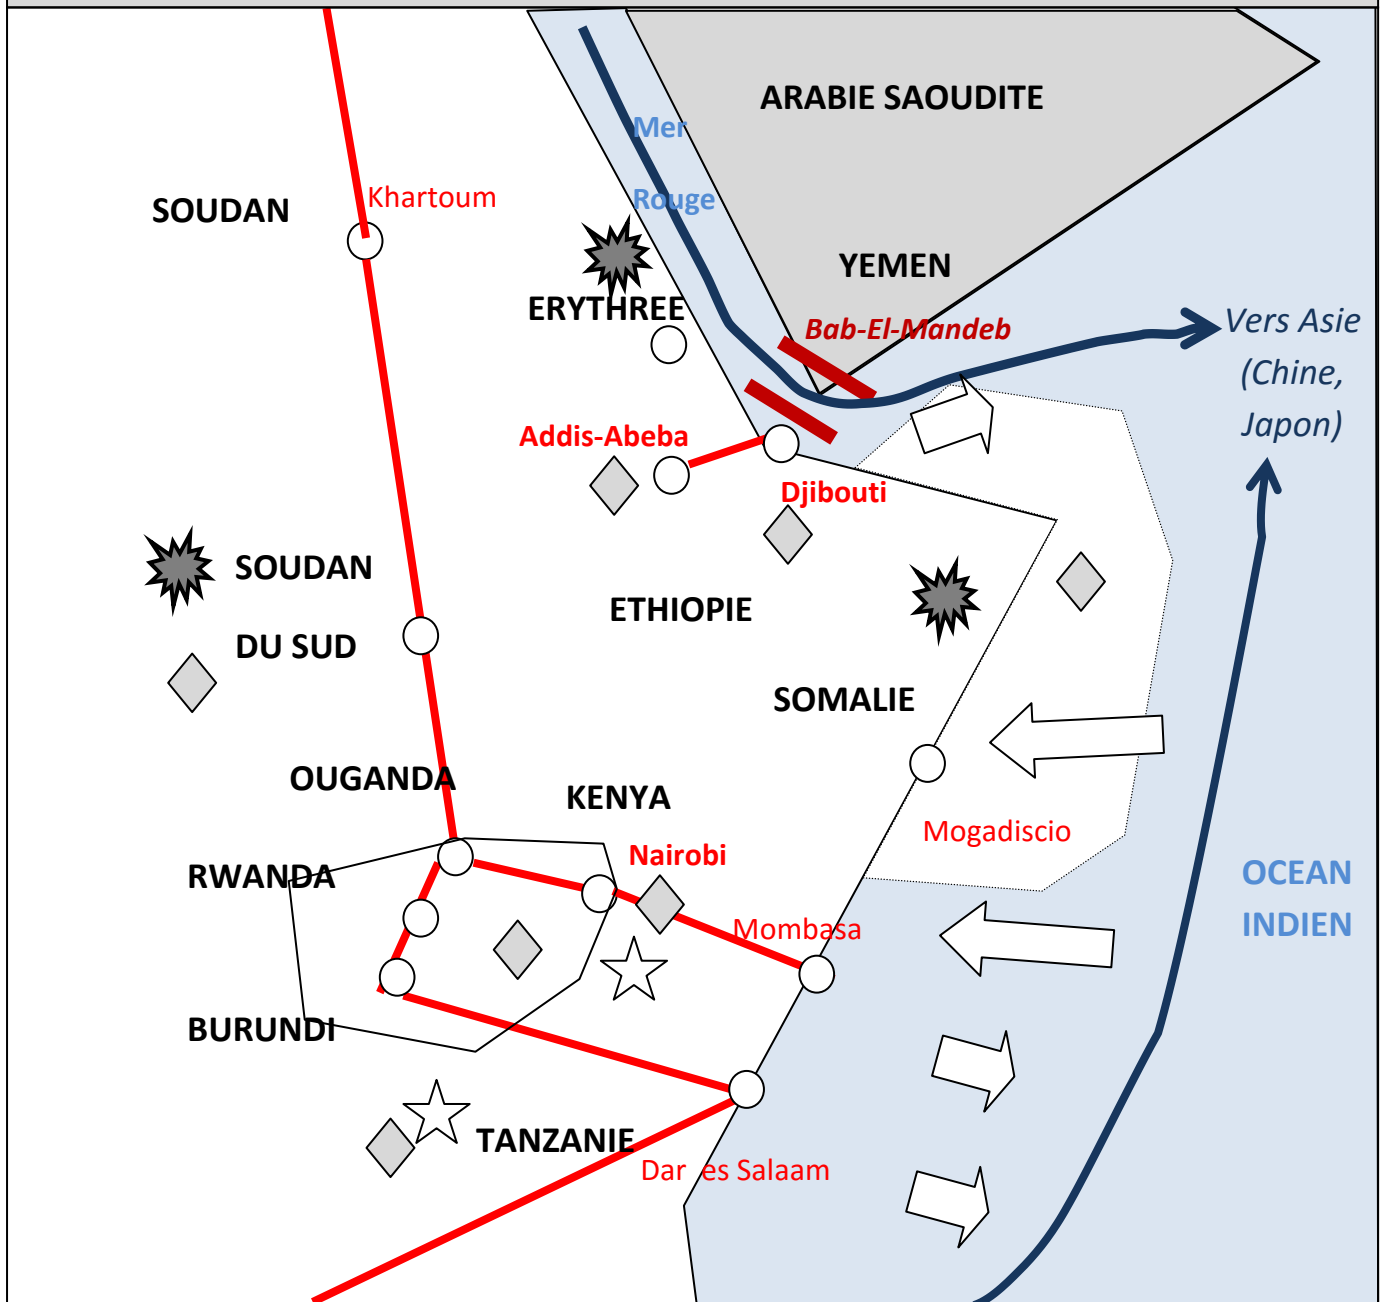 ARABIE SAOUDITE
Mer
Rouge
Khartoum
SOUDAN
YEMEN
ERYTHREE
Bab-El-Mandeb
Vers Asie
(Chine,
Japon)
Addis-Abeba
Djibouti
SOUDAN
DU SUD
ETHIOPIE
SOMALIE
OUGANDA
KENYA
Mogadiscio
Nairobi
RWANDA
OCEAN
INDIEN
Mombasa
BURUNDI
TANZANIE
Dar es Salaam